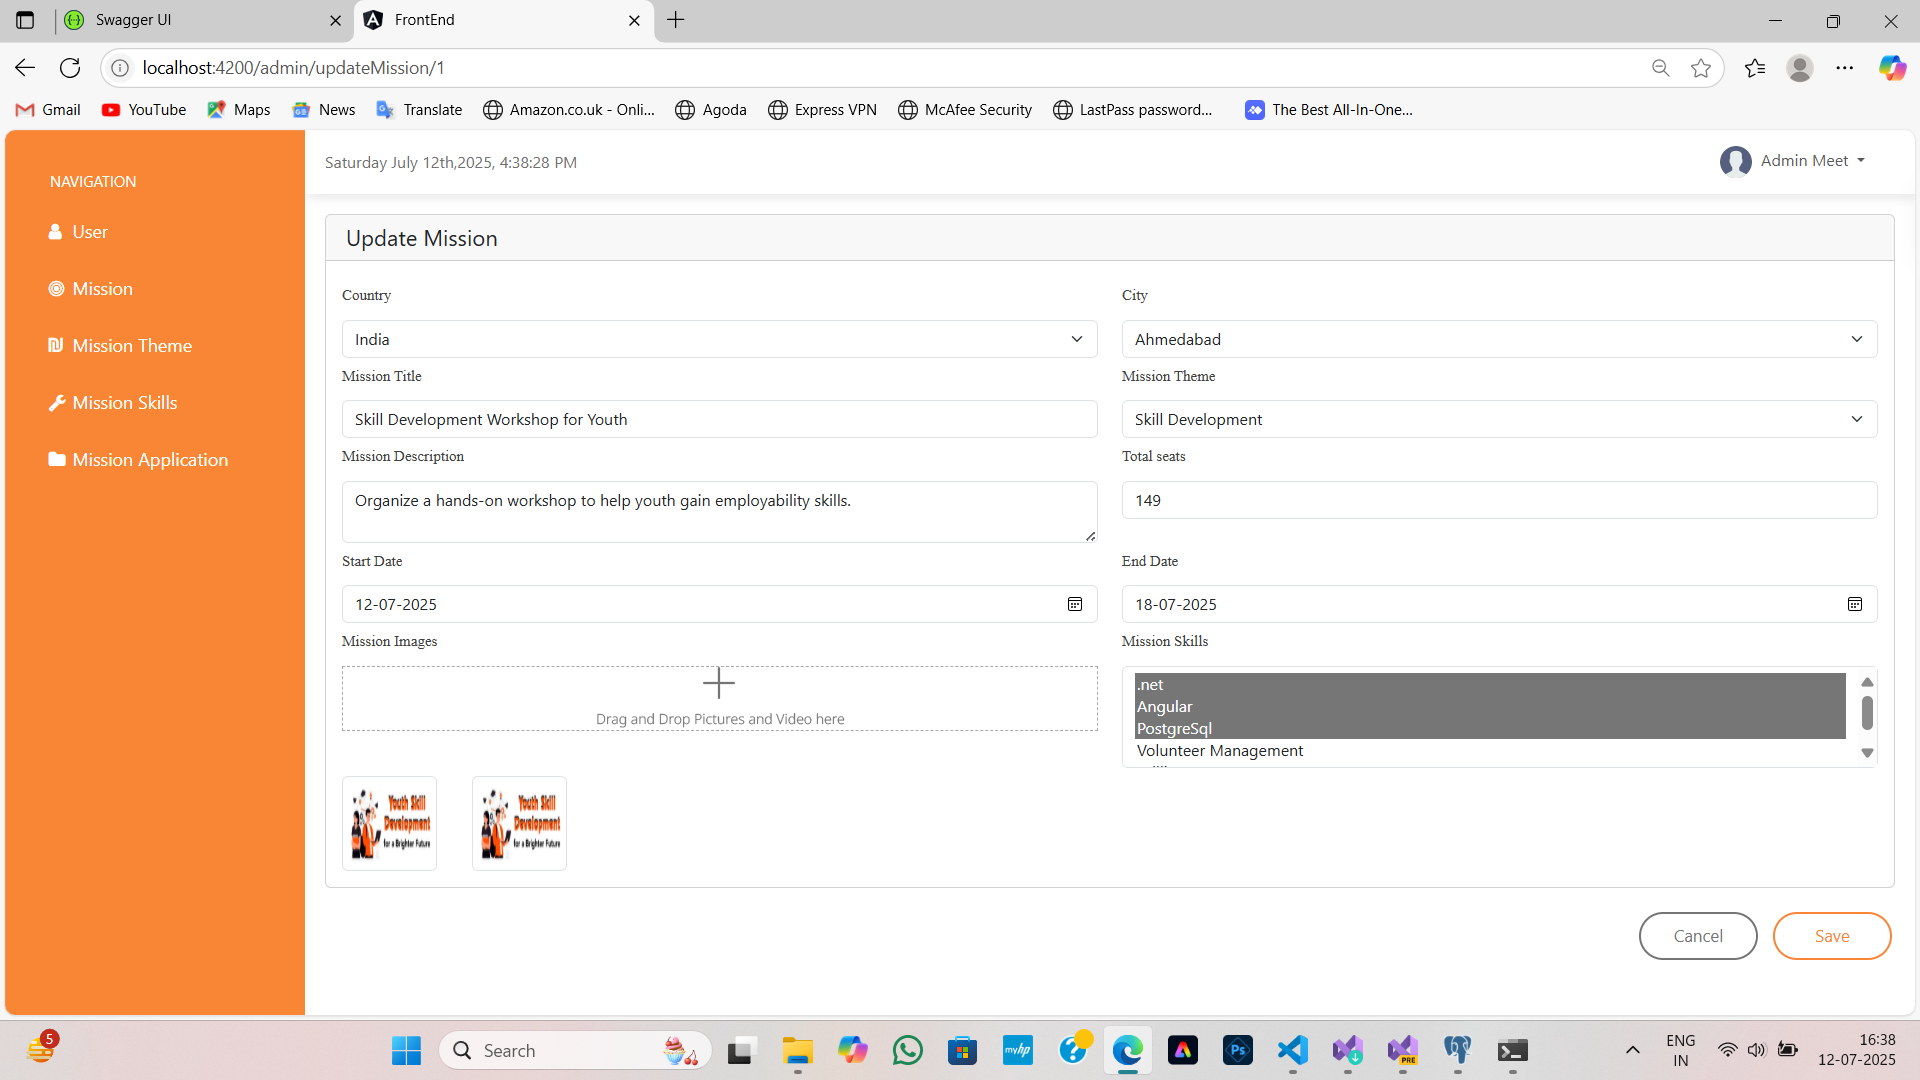 Swagger UI
FrontEnd
localhost:4200/admin/updateMission/1
Gmail
YouTube
Maps
News
Translate
Amazon.co.uk - Onli...
Agoda
Express VPN
McAfee Security
LastPass password...
The Best All-In-One...
NAVIGATION
User
Mission
Mission Theme
Mission Skills
Mission Application
Saturday July 12th,2025, 4:38:28 PM
Admin Meet
Update Mission
Country
City
India
Ahmedabad
Mission Title
Mission Theme
Skill Development Workshop for Youth
Skill Development
Mission Description
Total seats
Organize a hands-on workshop to help youth gain employability skills.
149
Start Date
End Date
12-07-2025
18-07-2025
Mission Images
Mission Skills
Drag and Drop Pictures and Video here
.net
Angular
PostgreSql
Volunteer Management
Youth Skill
Development
for a Brighter Future
Youth Skill
Development
for a Brighter Future
Cancel
Save
5
Search
myhp
Ps
PRE
ENG
IN
16:38
12-07-2025